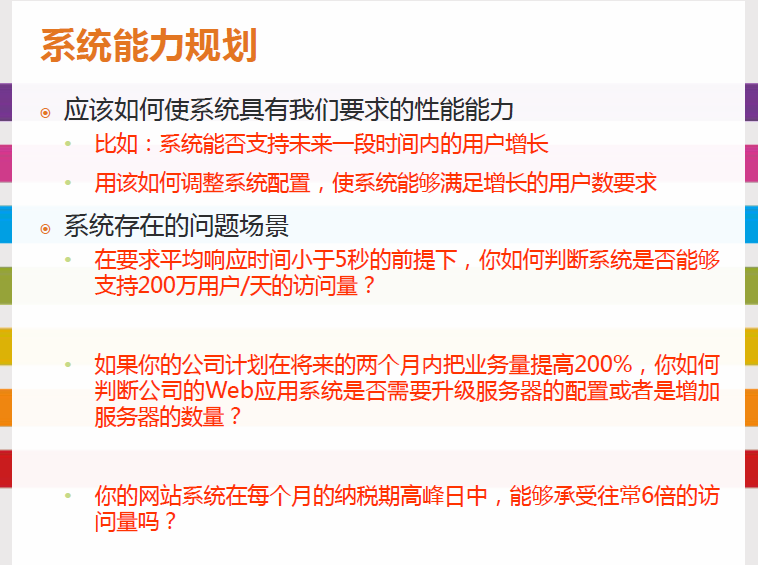 系统能力规划
应该如何使系统具有我们要求的性能能力
比如：系统能否支持未来一段时间内的用户增长
用该如何调整系统配置，使系统能够满足增长的用户数要求
系统存在的问题场景
在要求平均响应时间小于5秒的前提下，你如何判断系统是否能够
支持200万用户/天的访问量？
如果你的公司计划在将来的两个月内把业务量提高200%，你如何
判断公司的Web应用系统是否需要升级服务器的配置或者是增加
服务器的数量？
你的网站系统在每个月的纳税期高峰日中，能够承受往常6倍的访
问量吗？